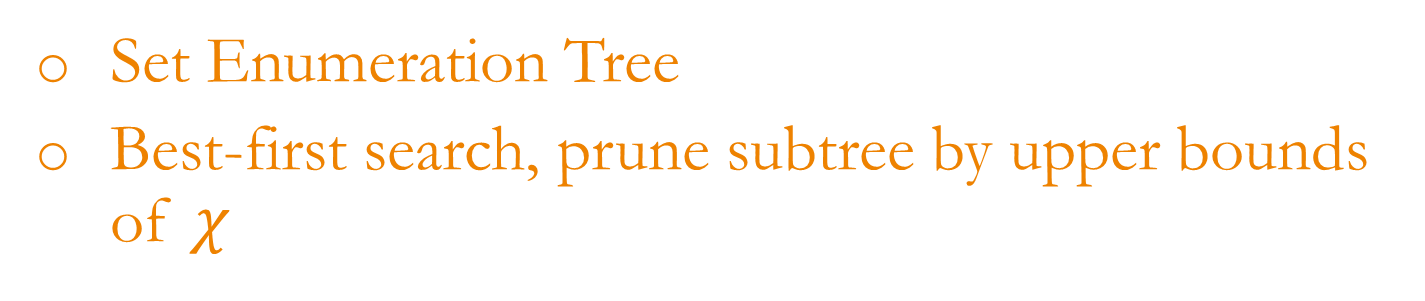 o Set Enumeration Tree
o Best-first search, prune subtree by upper bounds
of χ